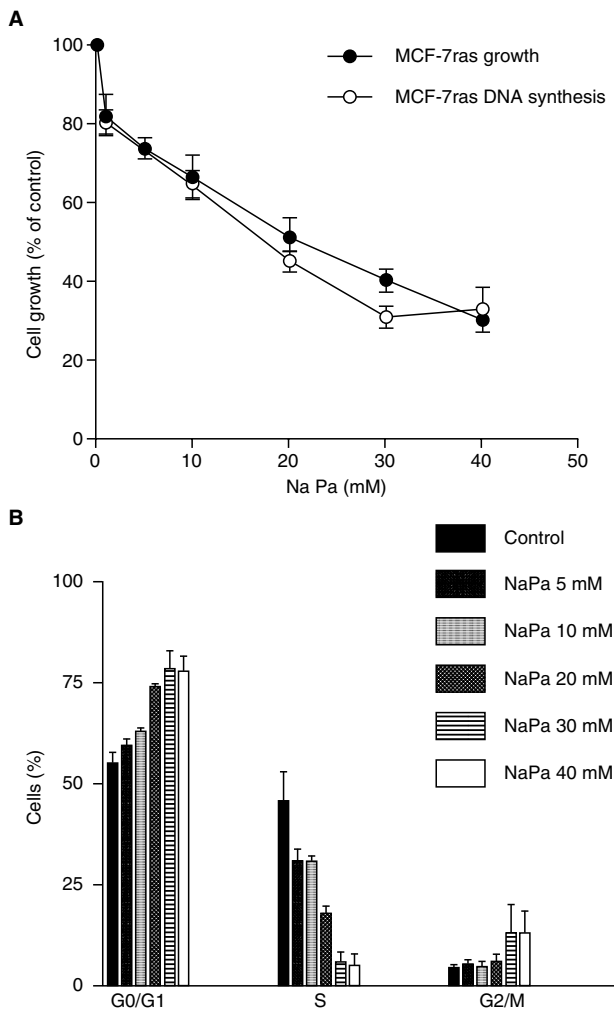 A
100
80
60
40
20
0
Cell growth (% of control)
MCF-7ras growth
MCF-7ras DNA synthesis
0 10 20 30 40 50
Na Pa (mM)
B
Control
NaPa 5 mM
NaPa 10 mM
NaPa 20 mM
NaPa 30 mM
NaPa 40 mM
100
75
50
25
0
Cells (%)
G0/G1 S G2/M